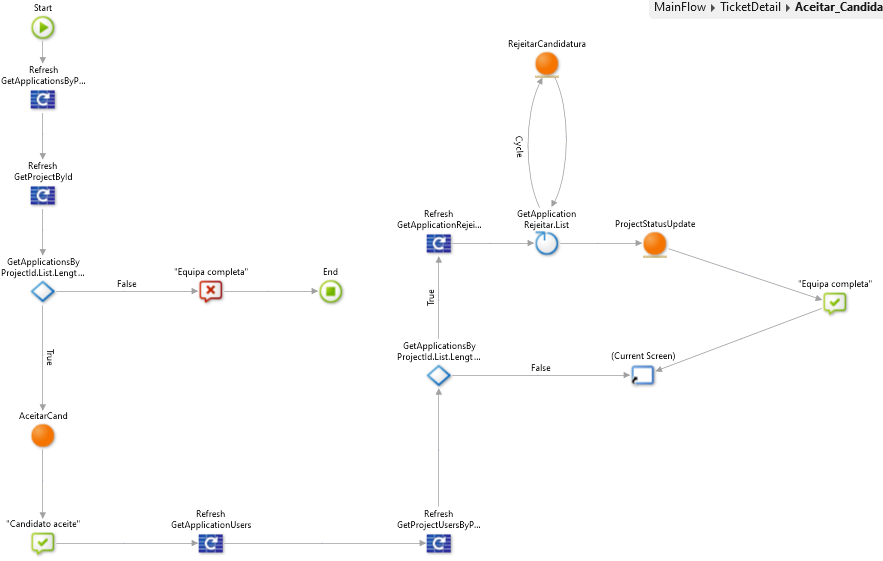 MainFlow ▸ TicketDetail ▸ Aceitar_Candida
Start
Refresh
GetApplicationsByP...
Refresh
GetProjectById
GetApplicationsBy
ProjectId.List.Lengt...
False
"Equipa completa"
End
True
AceitarCand
"Candidato aceite"
Refresh
GetApplicationUsers
Refresh
GetProjectUsersByP...
GetApplicationsBy
ProjectId.List.Lengt...
False
(Current Screen)
True
Refresh
GetApplicationRejei...
GetApplication
Rejeitar.List
Cycle
RejeitarCandidatura
ProjectStatusUpdate
"Equipa completa"